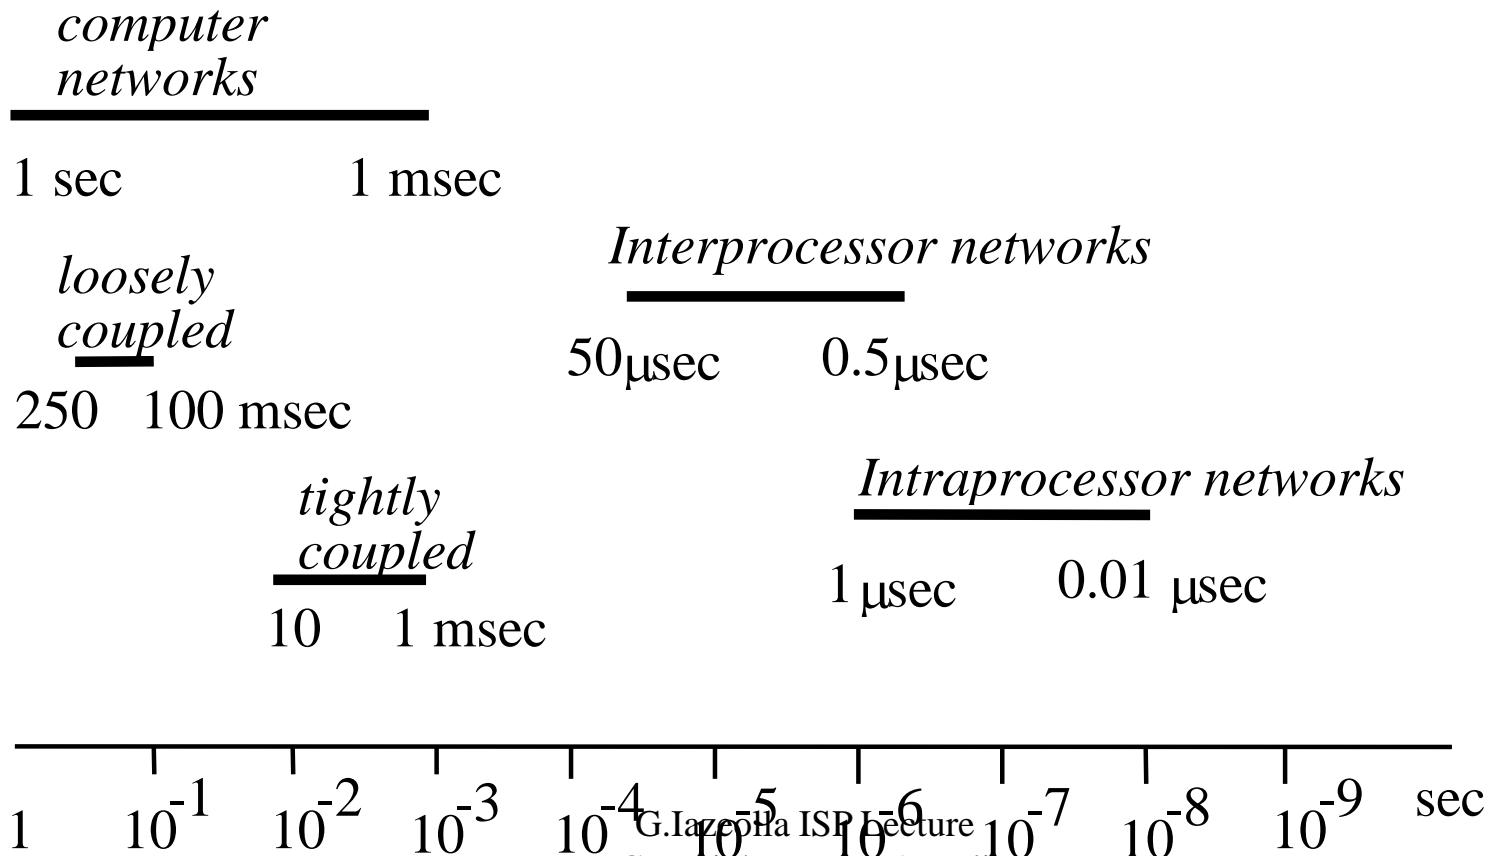 computer
networks
1 sec 1 msec
Interprocessor networks
loosely
coupled
50μsec 0.5μsec
250 100 msec
Intraprocessor networks
tightly
coupled
1 μsec 0.01 μsec
10 1 msec
1 10⁻¹ 10⁻² 10⁻³ 10⁻⁴ 10⁻⁵ 10⁻⁶ 10⁻⁷ 10⁻⁸ 10⁻⁹ sec
G.Iazeolla ISP Lecture